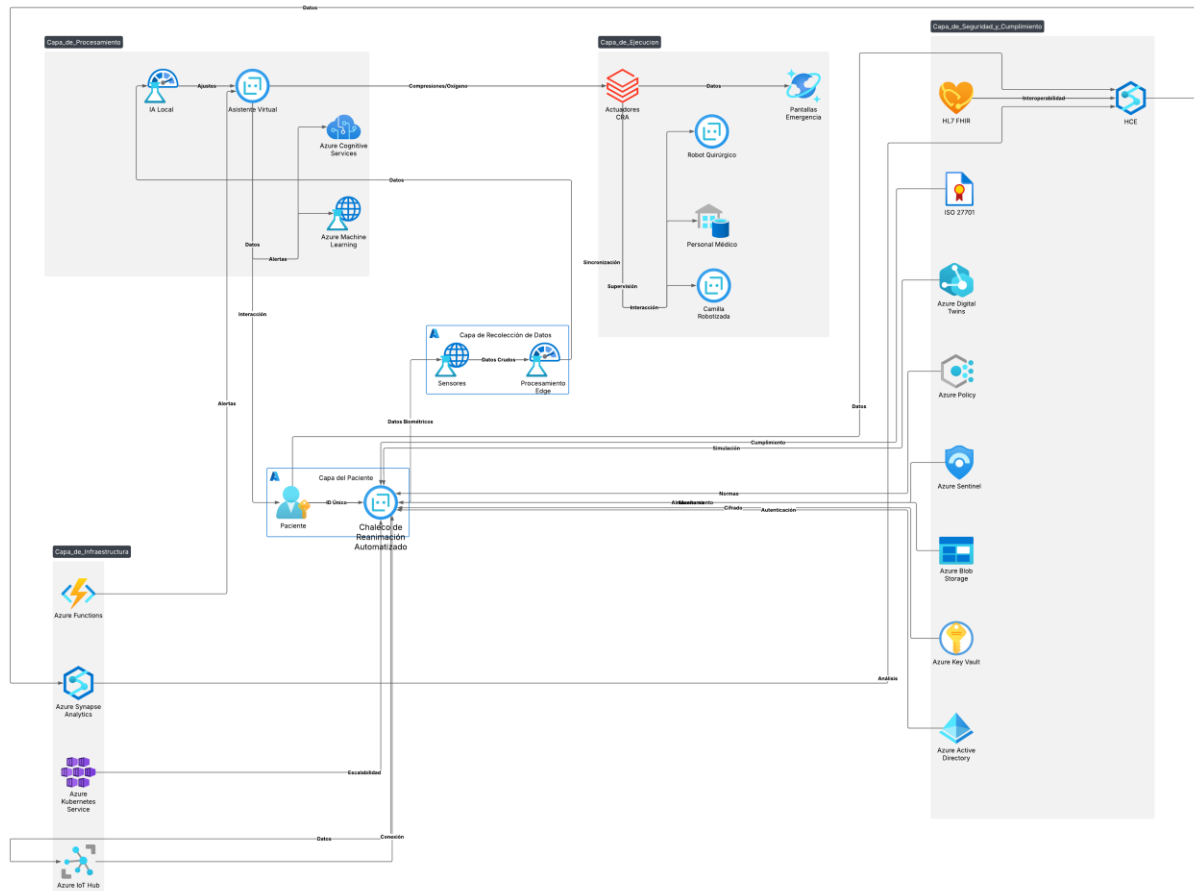 Datos
Capa_de_Procesamiento
Capa_de_Ejecucion
Capa_de_Seguridad_y_Cumplimiento
IA Local
Ajustes
Asistente Virtual
Compresiones/Oxígeno
Actuadores
CRA
Datos
Pantallas
Emergencia
HL7 FHIR
Interoperabilidad
HCE
Azure Cognitive
Services
Robot Quirúrgico
Datos
ISO 27701
Azure Machine
Learning
Datos
Alertas
Personal Médico
Sincronización
Supervisión
Interacción
Camilla
Robotizada
Azure Digital
Twins
Interacción
Capa de Recolección de Datos
Sensores
Datos Crudos
Procesamiento
Edge
Azure Policy
Alertas
Datos Biométricos
Datos
Cumplimiento
Simulación
Capa del Paciente
Paciente
ID Único
Chaleco de
Reanimación
Automatizado
Normas
Cifrado
Autenticación
Azure Sentinel
Capa_de_Infraestructura
Azure Blob
Storage
Azure Functions
Azure Key Vault
Azure Synapse
Analytics
Análisis
Azure Active
Directory
Azure
Kubernetes
Service
Escalabilidad
Datos
Conexión
Azure IoT Hub